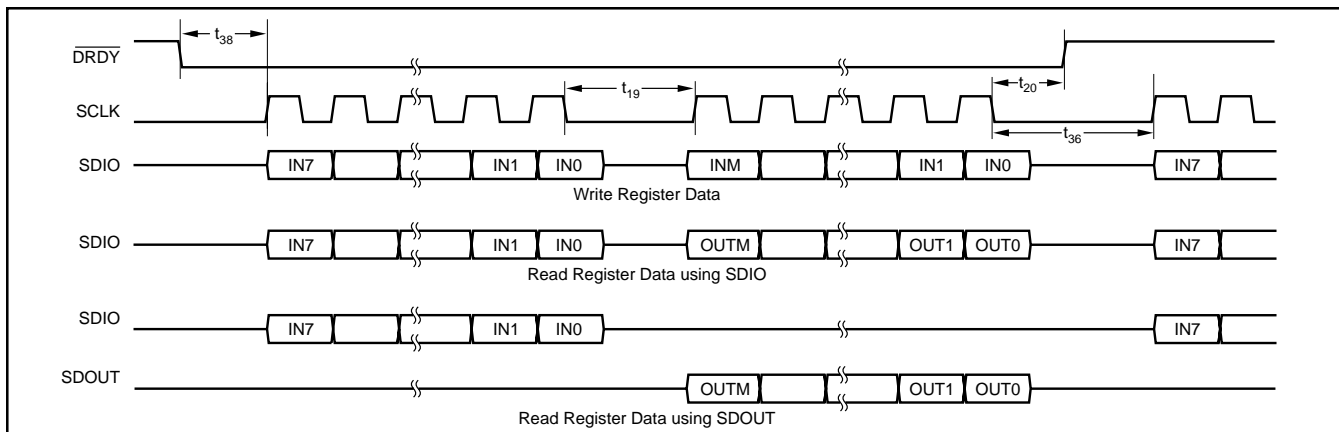 t38
DRDY
t19
t20
SCLK
t36
SDIO IN7 IN1 IN0 INM IN1 IN0 IN7
Write Register Data
SDIO IN7 IN1 IN0 OUTM OUT1 OUT0 IN7
Read Register Data using SDIO
SDIO IN7 IN1 IN0 IN7
SDOUT OUTM OUT1 OUT0
Read Register Data using SDOUT